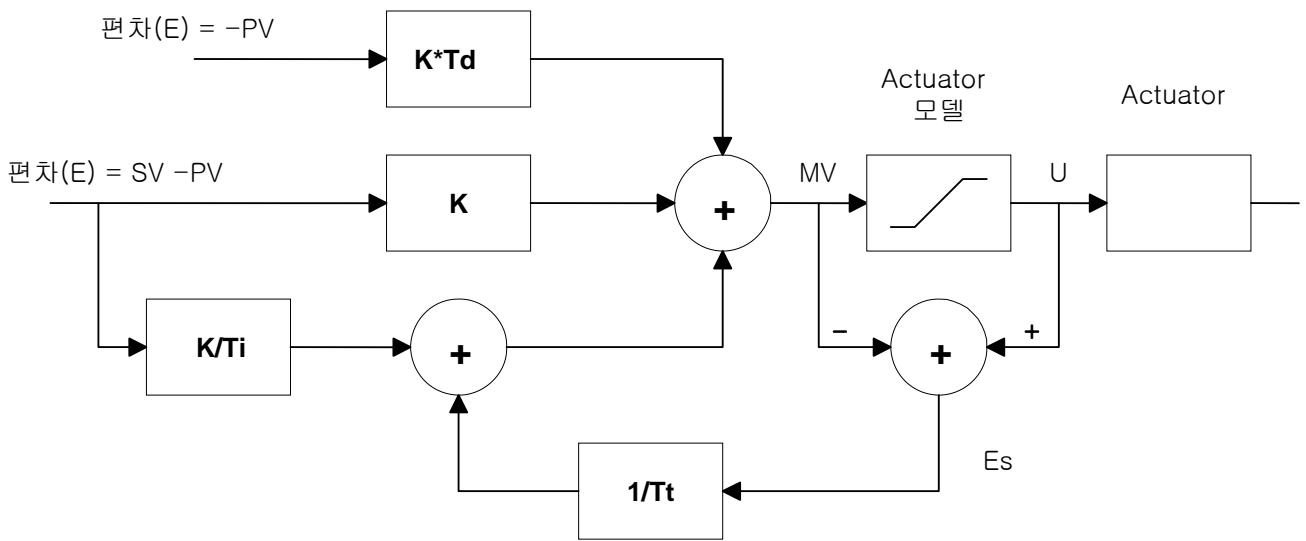 편차(E) = -PV
K*Td
Actuator
모델
Actuator
편차(E) = SV -PV
K
+
MV
U
K/Ti
+
-
+
+
1/Tt
Es